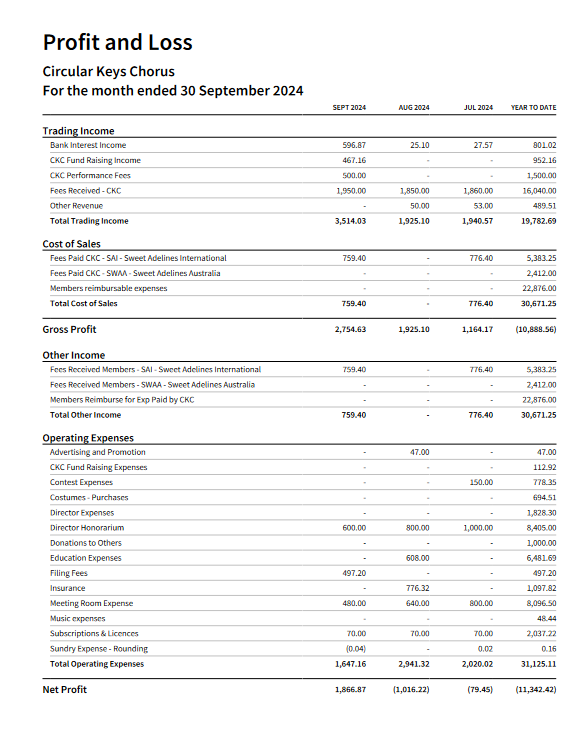 Profit and Loss
Circular Keys Chorus
For the month ended 30 September 2024
SEPT 2024 AUG 2024 JUL 2024 YEAR TO DATE
Trading Income
Bank Interest Income 596.87 25.10 27.57 801.02
CKC Fund Raising Income 467.16 - - 952.16
CKC Performance Fees 500.00 - - 1,500.00
Fees Received - CKC 1,950.00 1,850.00 1,860.00 16,040.00
Other Revenue - 50.00 53.00 489.51
Total Trading Income 3,514.03 1,925.10 1,940.57 19,782.69
Cost of Sales
Fees Paid CKC - SAI - Sweet Adelines International 759.40 - 776.40 5,383.25
Fees Paid CKC - SWAA - Sweet Adelines Australia - - - 2,412.00
Members reimbursable expenses - - - 22,876.00
Total Cost of Sales 759.40 - 776.40 30,671.25
Gross Profit 2,754.63 1,925.10 1,164.17 (10,888.56)
Other Income
Fees Received Members - SAI - Sweet Adelines International 759.40 - 776.40 5,383.25
Fees Received Members - SWAA - Sweet Adelines Australia - - - 2,412.00
Members Reimburse for Exp Paid by CKC - - - 22,876.00
Total Other Income 759.40 - 776.40 30,671.25
Operating Expenses
Advertising and Promotion - 47.00 - 47.00
CKC Fund Raising Expenses - - - 112.92
Contest Expenses - - 150.00 778.35
Costumes - Purchases - - - 694.51
Director Expenses - - - 1,828.30
Director Honorarium 600.00 800.00 1,000.00 8,405.00
Donations to Others - - - 1,000.00
Education Expenses - 608.00 - 6,481.69
Filing Fees 497.20 - - 497.20
Insurance - 776.32 - 1,097.82
Meeting Room Expense 480.00 640.00 800.00 8,096.50
Music expenses - - - 48.44
Subscriptions & Licences 70.00 70.00 70.00 2,037.22
Sundry Expense - Rounding (0.04) - 0.02 0.16
Total Operating Expenses 1,647.16 2,941.32 2,020.02 31,125.11
Net Profit 1,866.87 (1,016.22) (79.45) (11,342.42)